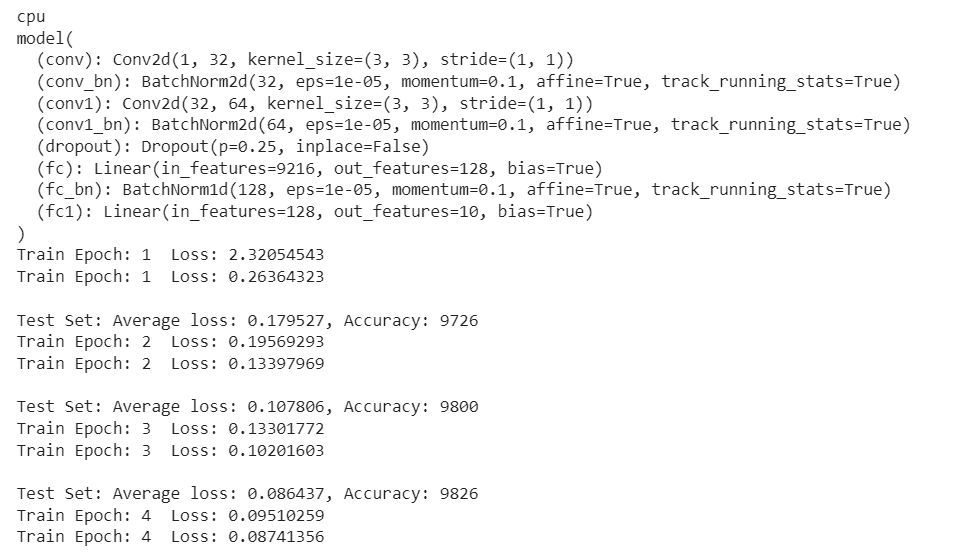 cpu
model(
  (conv): Conv2d(1, 32, kernel_size=(3, 3), stride=(1, 1))
  (conv_bn): BatchNorm2d(32, eps=1e-05, momentum=0.1, affine=True, track_running_stats=True)
  (conv1): Conv2d(32, 64, kernel_size=(3, 3), stride=(1, 1))
  (conv1_bn): BatchNorm2d(64, eps=1e-05, momentum=0.1, affine=True, track_running_stats=True)
  (dropout): Dropout(p=0.25, inplace=False)
  (fc): Linear(in_features=9216, out_features=128, bias=True)
  (fc_bn): BatchNorm1d(128, eps=1e-05, momentum=0.1, affine=True, track_running_stats=True)
  (fc1): Linear(in_features=128, out_features=10, bias=True)
)
Train Epoch: 1  Loss: 2.32054543
Train Epoch: 1  Loss: 0.26364323

Test Set: Average loss: 0.179527, Accuracy: 9726
Train Epoch: 2  Loss: 0.19569293
Train Epoch: 2  Loss: 0.13397969

Test Set: Average loss: 0.107806, Accuracy: 9800
Train Epoch: 3  Loss: 0.13301772
Train Epoch: 3  Loss: 0.10201603

Test Set: Average loss: 0.086437, Accuracy: 9826
Train Epoch: 4  Loss: 0.09510259
Train Epoch: 4  Loss: 0.08741356